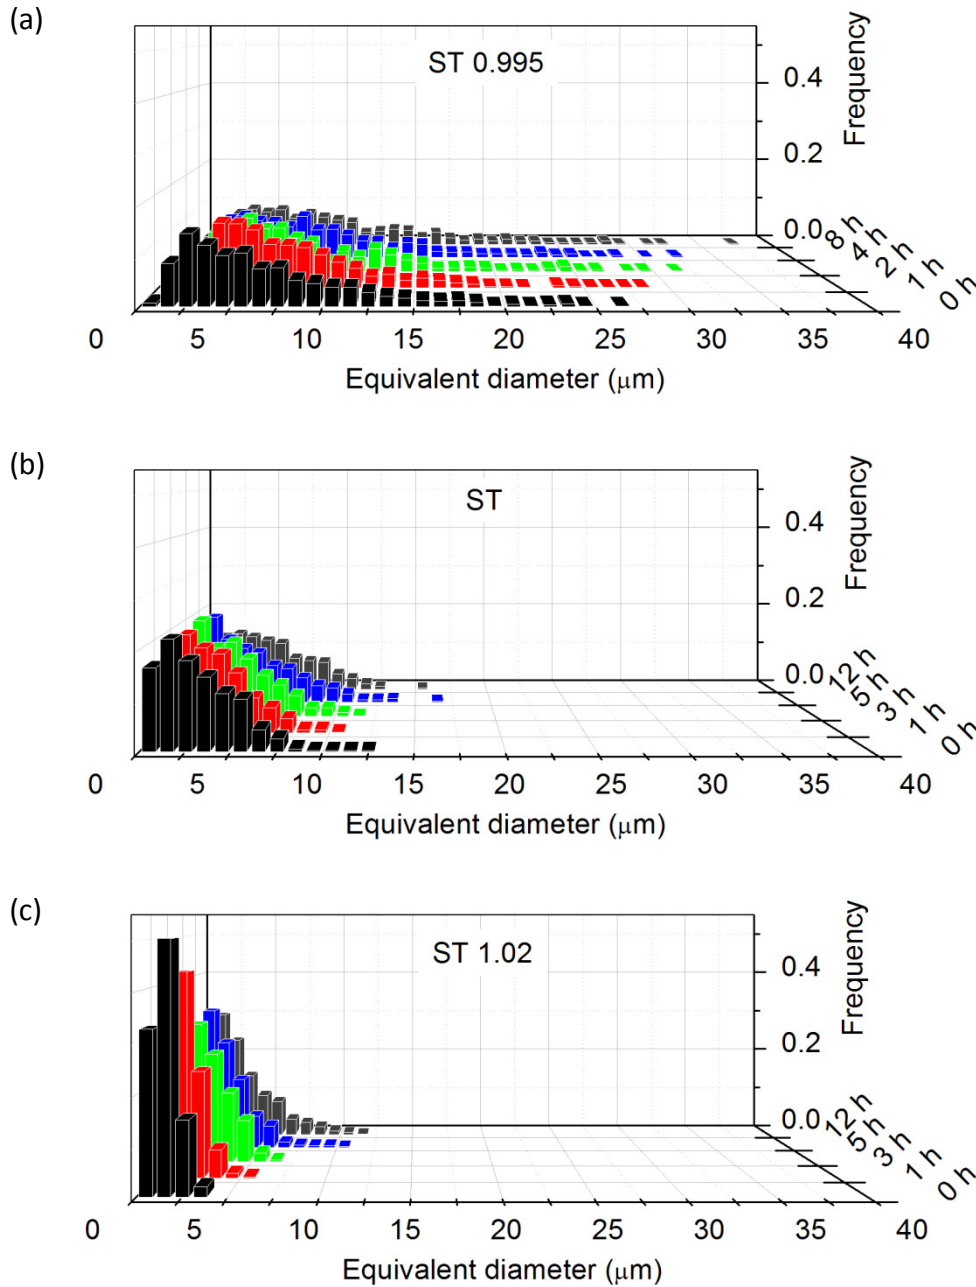 (a)
ST 0.995
Frequency
0.4
0.2
0.0
8 h
4 h
2 h
1 h
0 h
0 5 10 15 20 25 30 35 40
Equivalent diameter (μm)
(b)
ST
Frequency
0.4
0.2
0.0
12 h
5 h
3 h
1 h
0 h
0 5 10 15 20 25 30 35 40
Equivalent diameter (μm)
(c)
ST 1.02
Frequency
0.4
0.2
0.0
12 h
5 h
3 h
1 h
0 h
0 5 10 15 20 25 30 35 40
Equivalent diameter (μm)